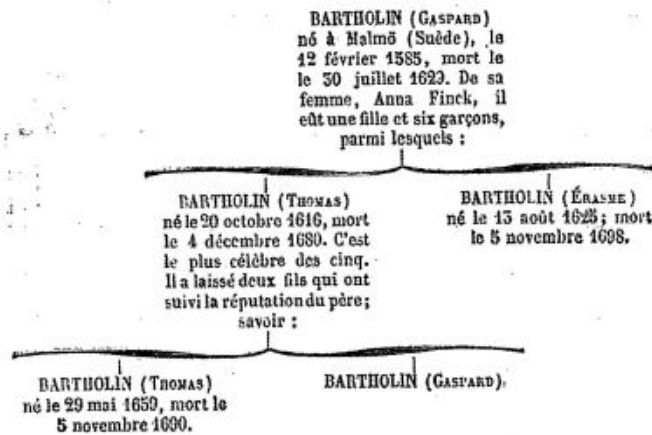 BARTHOLIN (GASPARD)
né à Malmö (Suède), le
12 février 1585, mort le
le 30 juillet 1629. De sa
femme, Anna Finck, il
eût une fille et six garçons,
parmi lesquels :
BARTHOLIN (THOMAS)
né le 20 octobre 1616, mort
le 4 décembre 1680. C'est
le plus célèbre des cinq.
Il a laissé deux fils qui ont
suivi la réputation du père;
savoir :
BARTHOLIN (ÉRASME)
né le 13 août 1625; mort
le 5 novembre 1698.
BARTHOLIN (THOMAS)
né le 29 mai 1659, mort le
5 novembre 1690.
BARTHOLIN (GASPARD).